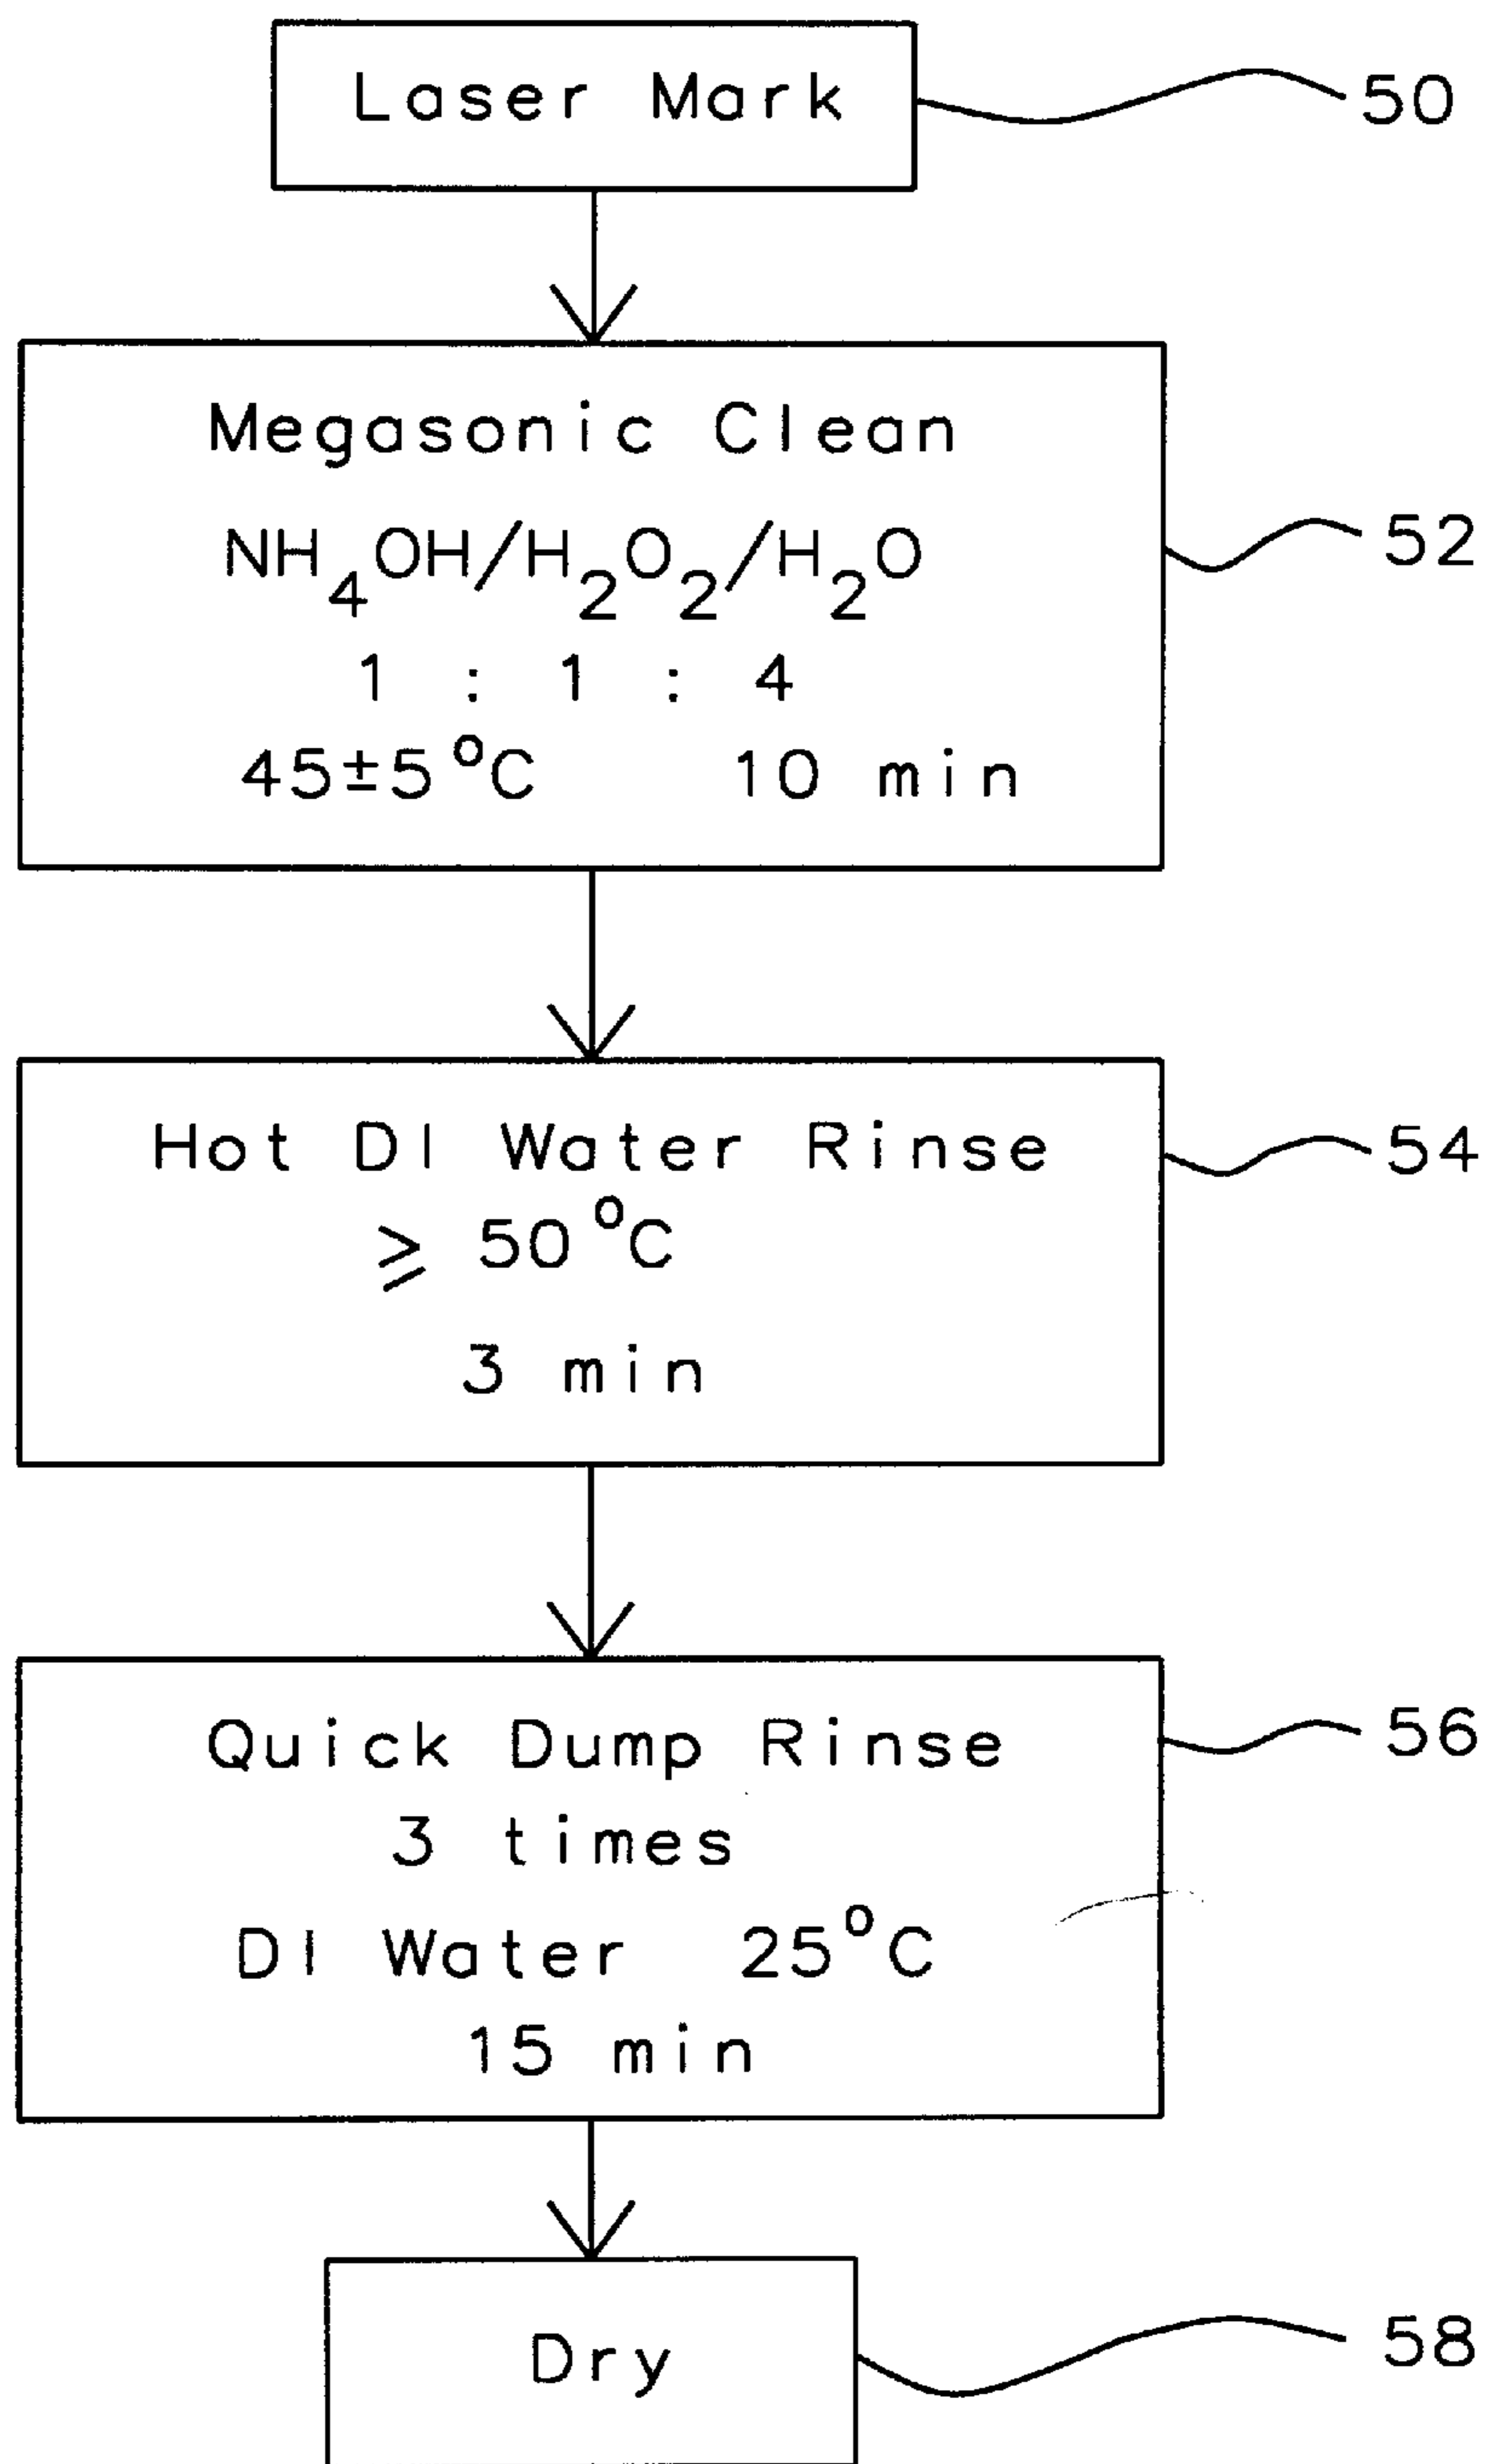 Laser Mark 50
Megasonic Clean
NH₄OH/H₂O₂/H₂O 52
1 : 1 : 4
45±5°C 10 min
Hot DI Water Rinse 54
≥ 50°C
3 min
Quick Dump Rinse 56
3 times
DI Water 25°C
15 min
Dry 58